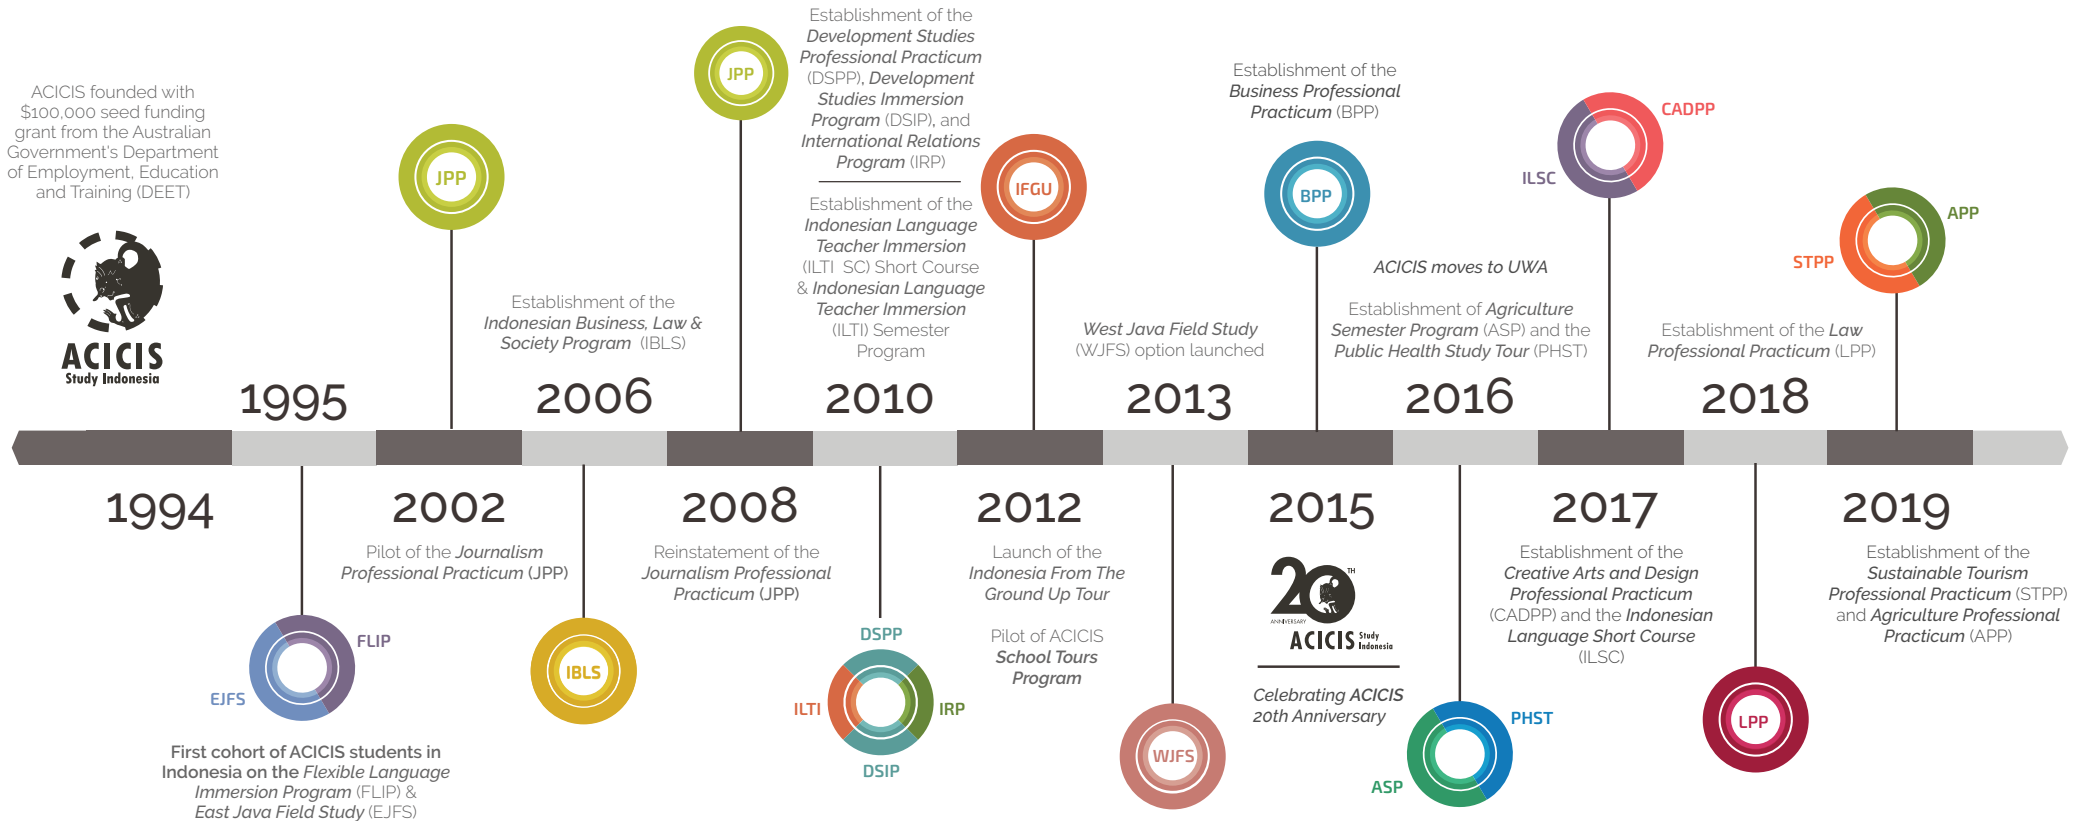 ACICIS founded with
$100,000 seed funding
grant from the Australian
Government's Department
of Employment, Education
and Training (DEET)
ACICIS
Study Indonesia
1994
1995
FLIP
EJFS
First cohort of ACICIS students in
Indonesia on the Flexible Language
Immersion Program (FLIP) &
East Java Field Study (EJFS)
JPP
2002
Pilot of the Journalism
Professional Practicum (JPP)
Establishment of the
Indonesian Business, Law &
Society Program (IBLS)
2006
IBLS
JPP
2008
Reinstatement of the
Journalism Professional
Practicum (JPP)
Establishment of the
Development Studies
Professional Practicum
(DSPP), Development
Studies Immersion
Program (DSIP), and
International Relations
Program (IRP)
Establishment of the
Indonesian Language
Teacher Immersion
(ILTI SC) Short Course
& Indonesian Language
Teacher Immersion
(ILTI) Semester
Program
2010
DSPP
ILTI
IRP
DSIP
IFGU
2012
Launch of the
Indonesia From The
Ground Up Tour
Pilot of ACICIS
School Tours
Program
West Java Field Study
(WJFS) option launched
2013
WJFS
Establishment of the
Business Professional
Practicum (BPP)
BPP
2015
20TH
ANNIVERSARY
ACICIS Study
Indonesia
Celebrating ACICIS
20th Anniversary
ACICIS moves to UWA
Establishment of Agriculture
Semester Program (ASP) and the
Public Health Study Tour (PHST)
2016
PHST
ASP
CADPP
ILSC
2017
Establishment of the
Creative Arts and Design
Professional Practicum
(CADPP) and the Indonesian
Language Short Course
(ILSC)
Establishment of the Law
Professional Practicum (LPP)
2018
LPP
APP
STPP
2019
Establishment of the
Sustainable Tourism
Professional Practicum (STPP)
and Agriculture Professional
Practicum (APP)